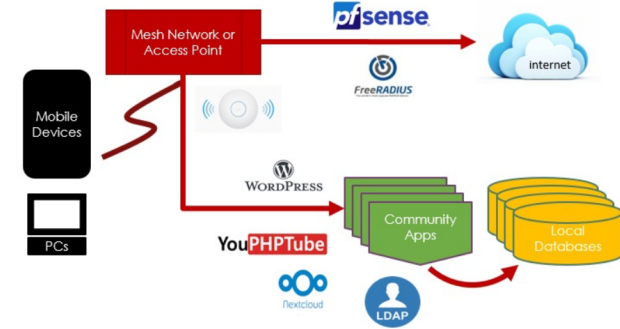 pfsense
Mesh Network or
Access Point
internet
FreeRADIUS
Mobile
Devices
WORDPRESS
Community
Apps
Local
Databases
YouPHPTube
PCs
nextcloud
LDAP